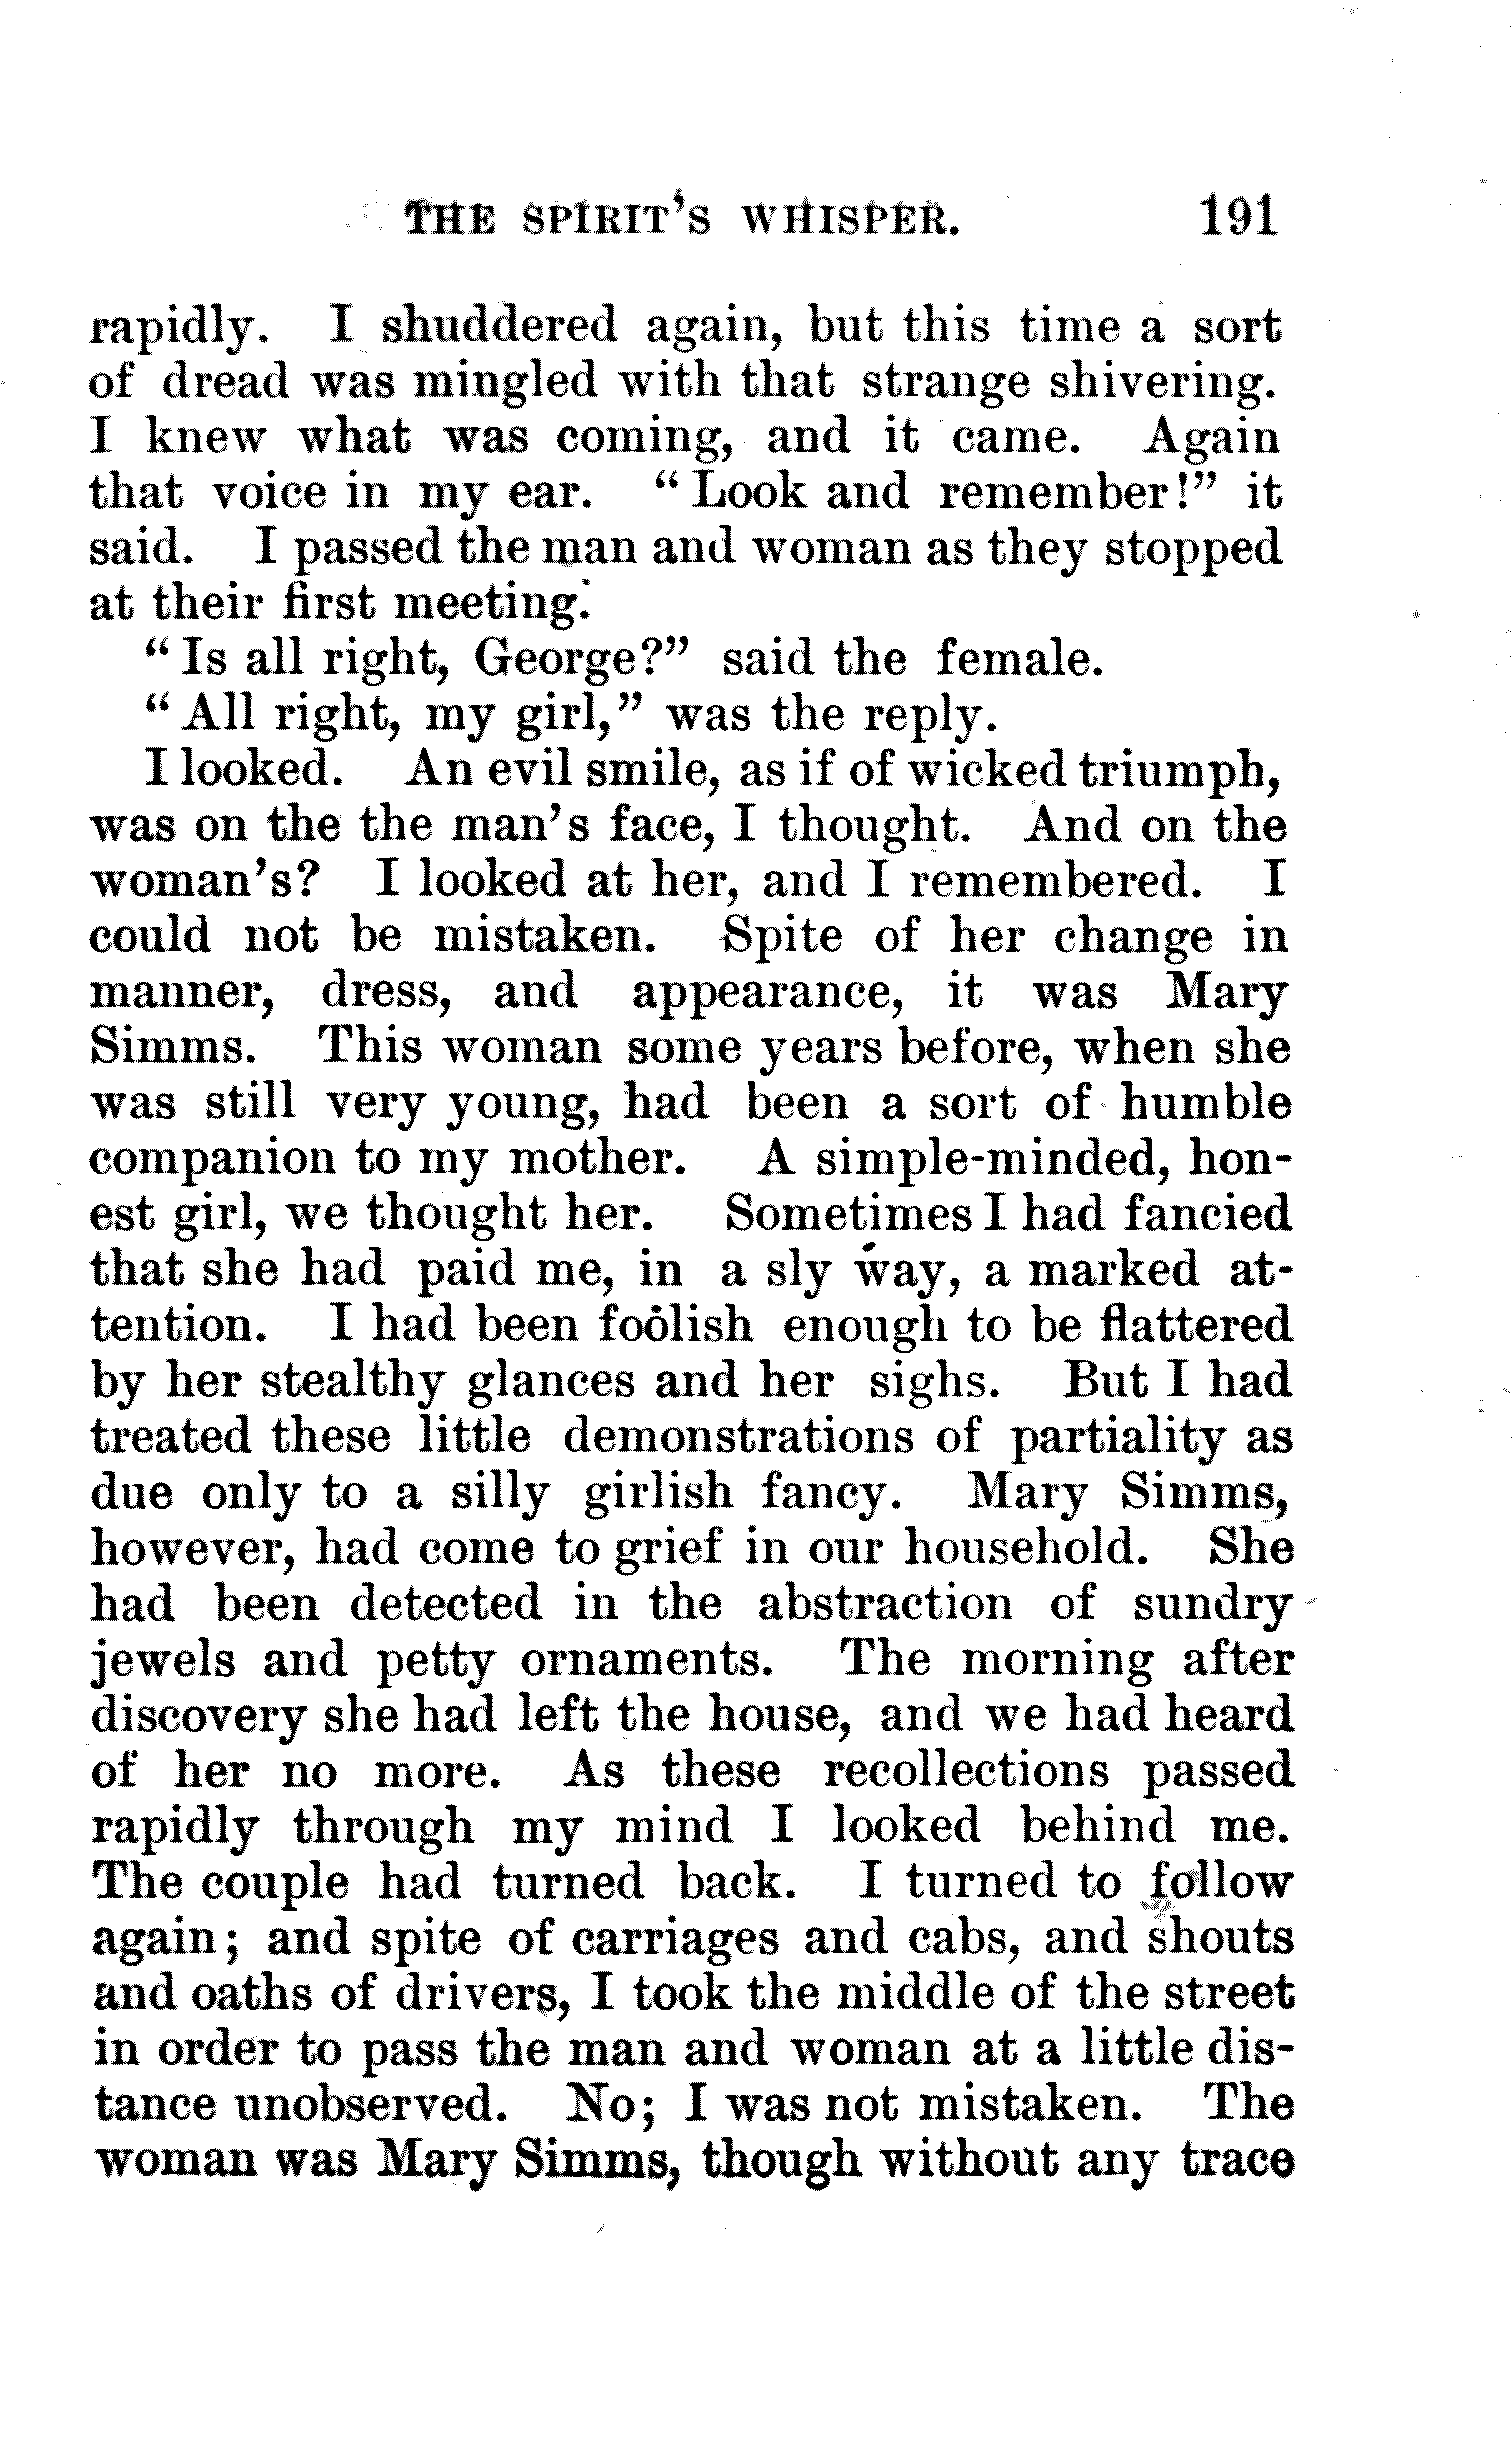 THE SPIRIT'S WHISPER. 191
rapidly. I shuddered again, but this time a sort
of dread was mingled with that strange shivering.
I knew what was coming, and it came. Again
that voice in my ear. "Look and remember!" it
said. I passed the man and woman as they stopped
at their first meeting.
"Is all right, George?" said the female.
"All right, my girl," was the reply.
I looked. An evil smile, as if of wicked triumph,
was on the the man's face, I thought. And on the
woman's? I looked at her, and I remembered. I
could not be mistaken. Spite of her change in
manner, dress, and appearance, it was Mary
Simms. This woman some years before, when she
was still very young, had been a sort of humble
companion to my mother. A simple-minded, hon-
est girl, we thought her. Sometimes I had fancied
that she had paid me, in a sly way, a marked at-
tention. I had been foolish enough to be flattered
by her stealthy glances and her sighs. But I had
treated these little demonstrations of partiality as
due only to a silly girlish fancy. Mary Simms,
however, had come to grief in our household. She
had been detected in the abstraction of sundry
jewels and petty ornaments. The morning after
discovery she had left the house, and we had heard
of her no more. As these recollections passed
rapidly through my mind I looked behind me.
The couple had turned back. I turned to follow
again; and spite of carriages and cabs, and shouts
and oaths of drivers, I took the middle of the street
in order to pass the man and woman at a little dis-
tance unobserved. No; I was not mistaken. The
woman was Mary Simms, though without any trace